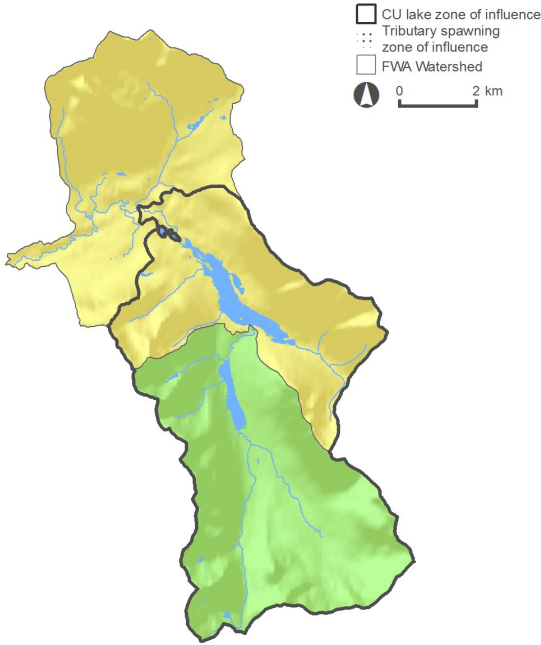 CU lake zone of influence
Tributary spawning
zone of influence
FWA Watershed
0 2 km